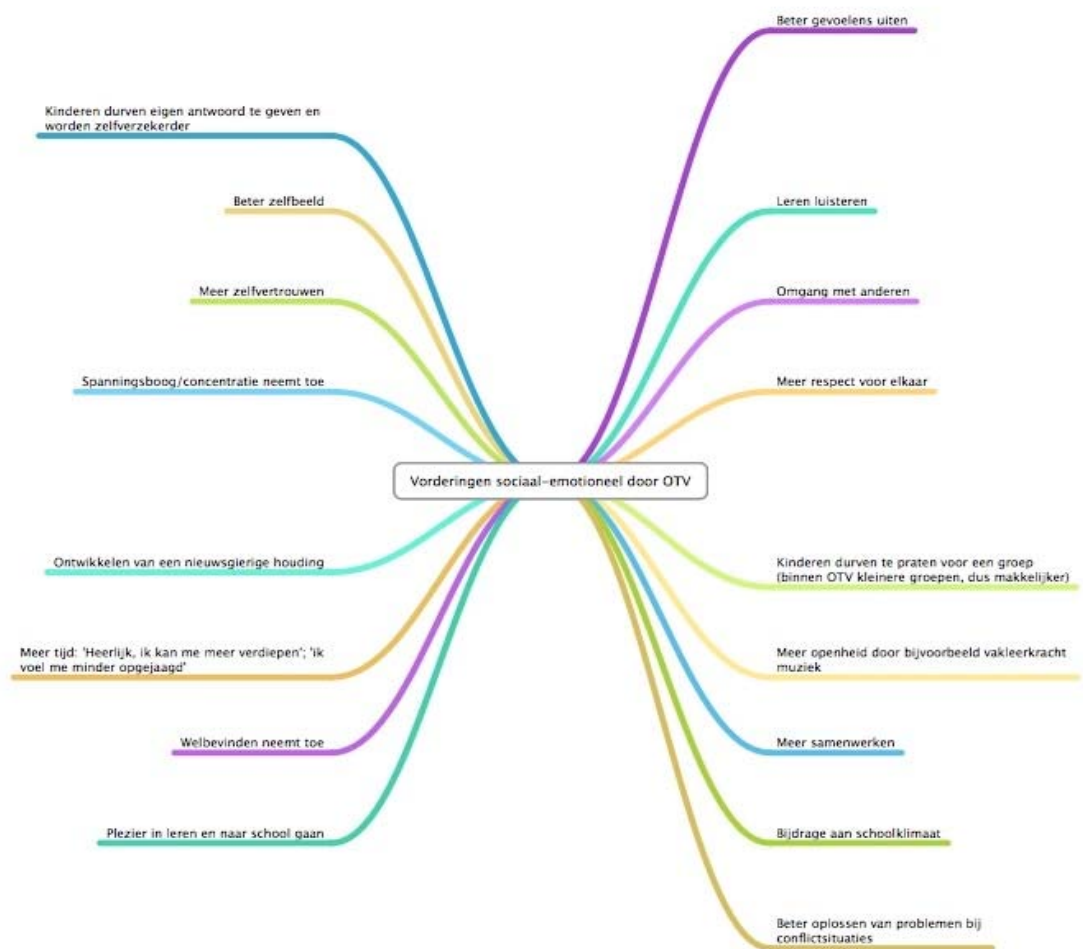 Vorderingen sociaal-emotioneel door OTV
Beter gevoelens uiten
Leren luisteren
Omgang met anderen
Meer respect voor elkaar
Kinderen durven te praten voor een groep
(binnen OTV kleinere groepen, dus makkelijker)
Meer openheid door bijvoorbeeld vakleerkracht
muziek
Meer samenwerken
Bijdrage aan schoolklimaat
Beter oplossen van problemen bij
conflictsituaties
Kinderen durven eigen antwoord te geven en
worden zelfverzekerder
Beter zelfbeeld
Meer zelfvertrouwen
Spanningsboog/concentratie neemt toe
Ontwikkelen van een nieuwsgierige houding
Meer tijd: 'Heerlijk, ik kan me meer verdiepen'; 'ik
voel me minder opgejaagd'
Welbevinden neemt toe
Plezier in leren en naar school gaan